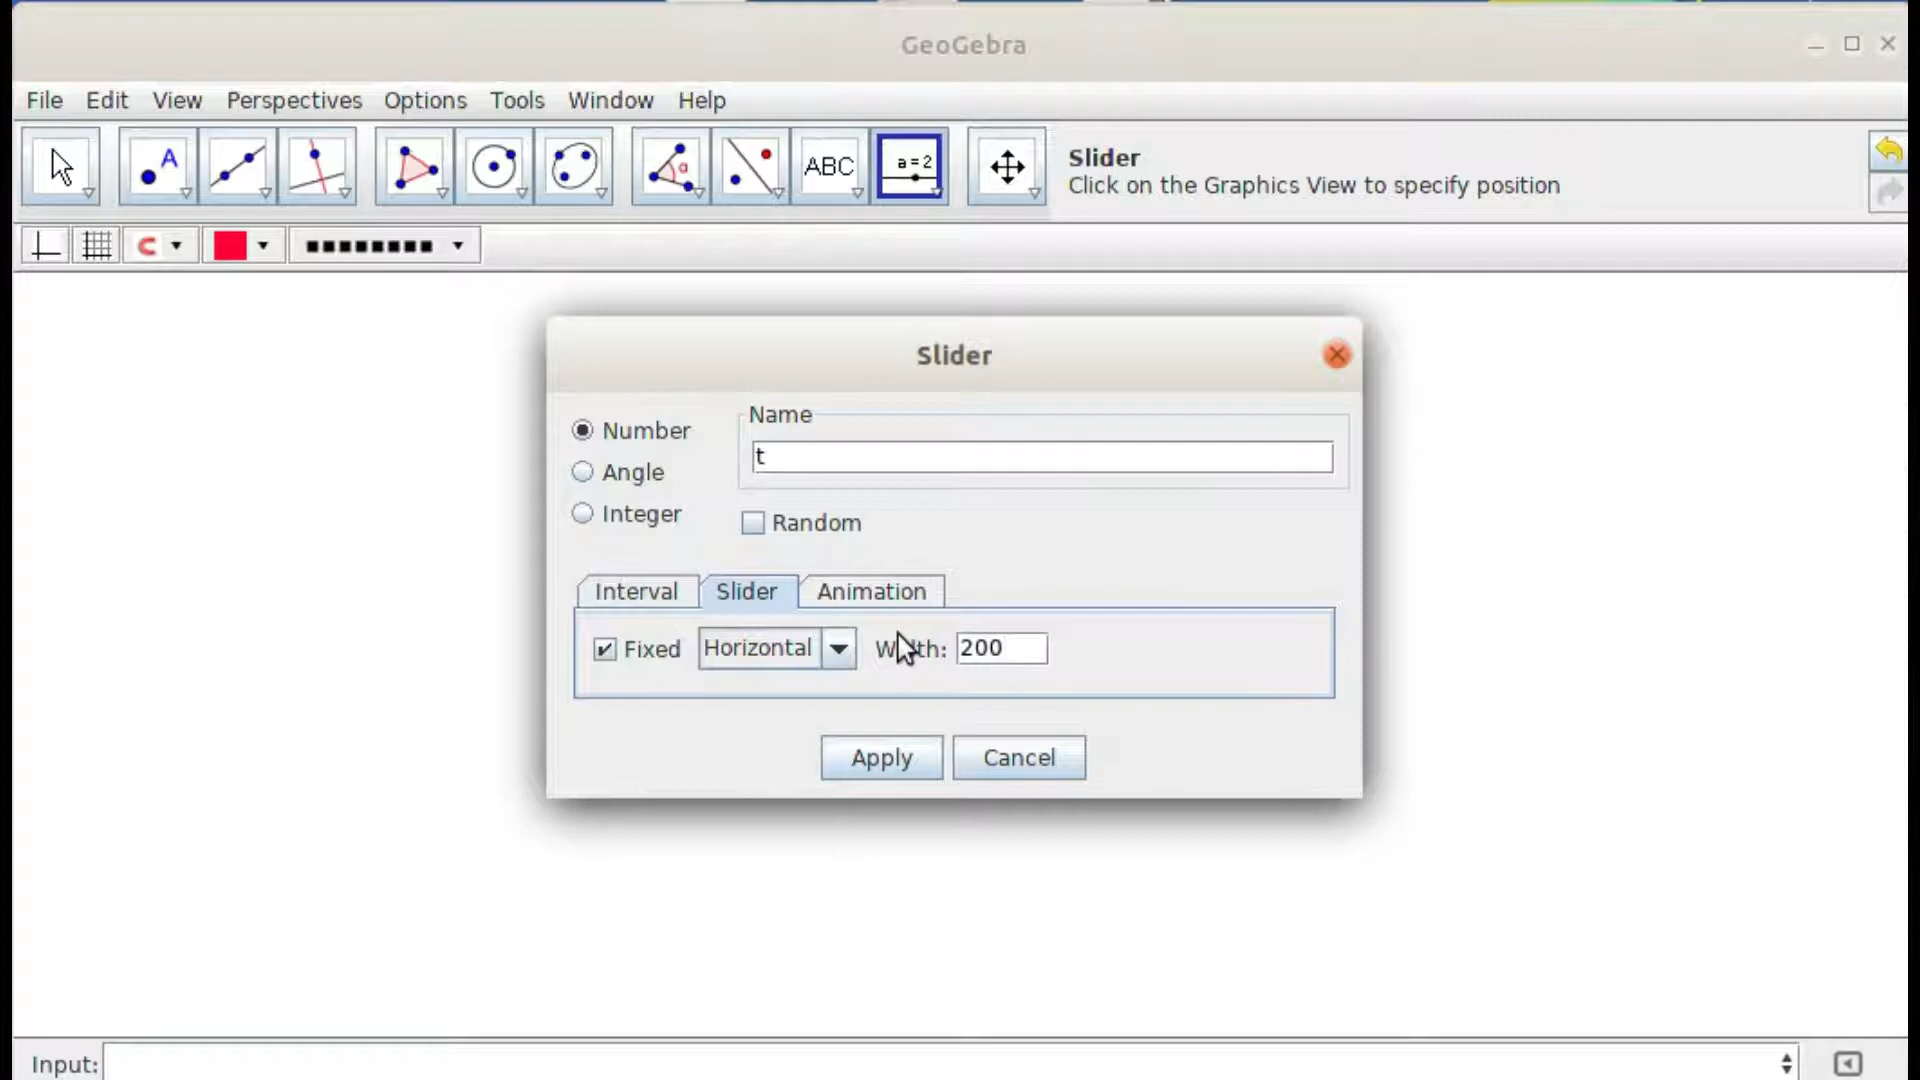 GeoGebra
File Edit View Perspectives Options Tools Window Help
A
α
ABC
a=2
Slider
Click on the Graphics View to specify position
Slider
Number
Name
t
Angle
Integer
Random
Interval Slider Animation
Fixed Horizontal 200
Apply Cancel
Input: